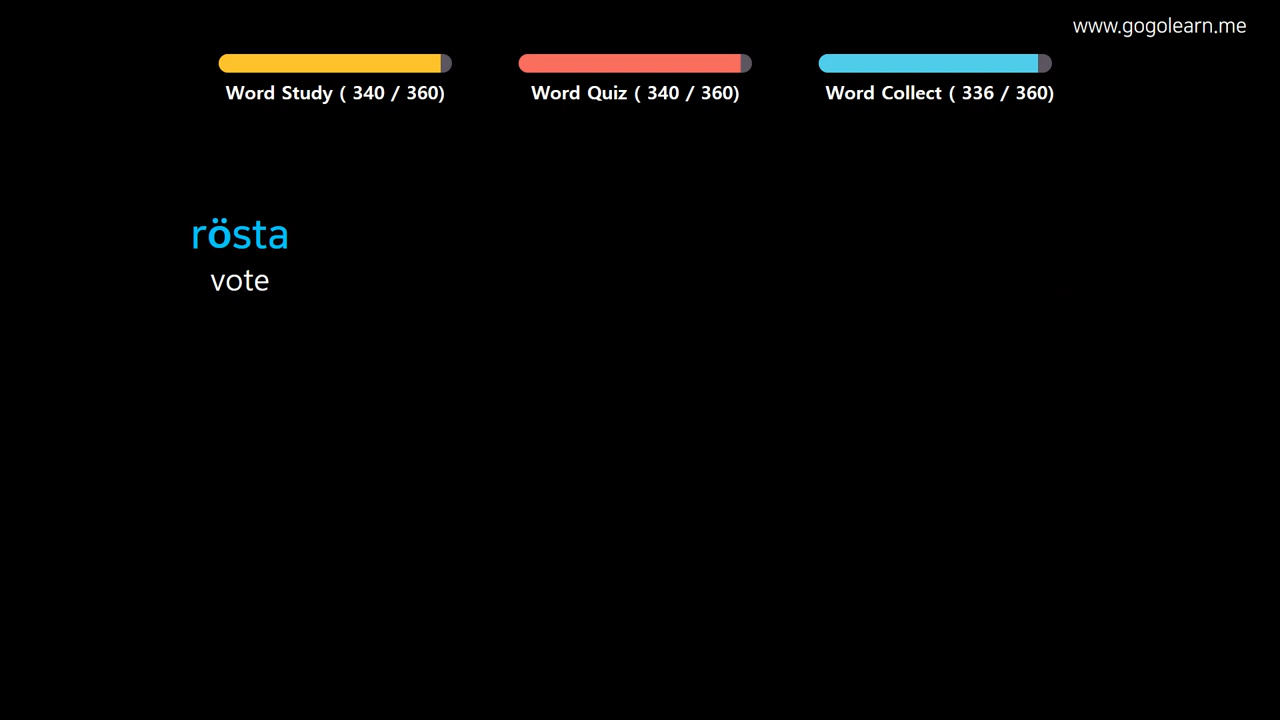 www.gogolearn.me
Word Study ( 340 / 360)
Word Quiz ( 340 / 360)
Word Collect ( 336 / 360)
rösta
vote